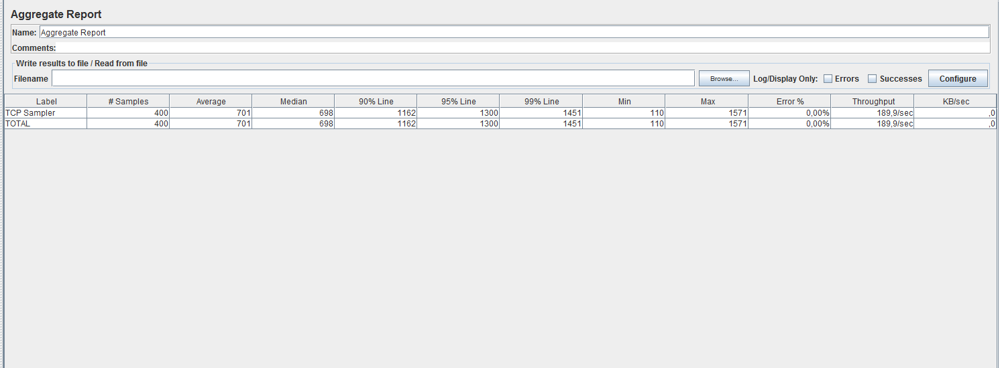 Aggregate Report
Name: Aggregate Report
Comments:
Write results to file / Read from file
Filename Browse... Log/Display Only: Errors Successes Configure
Label # Samples Average Median 90% Line 95% Line 99% Line Min Max Error % Throughput KB/sec
TCP Sampler 400 701 698 1162 1300 1451 110 1571 0,00% 189,9/sec ,0
TOTAL 400 701 698 1162 1300 1451 110 1571 0,00% 189,9/sec ,0